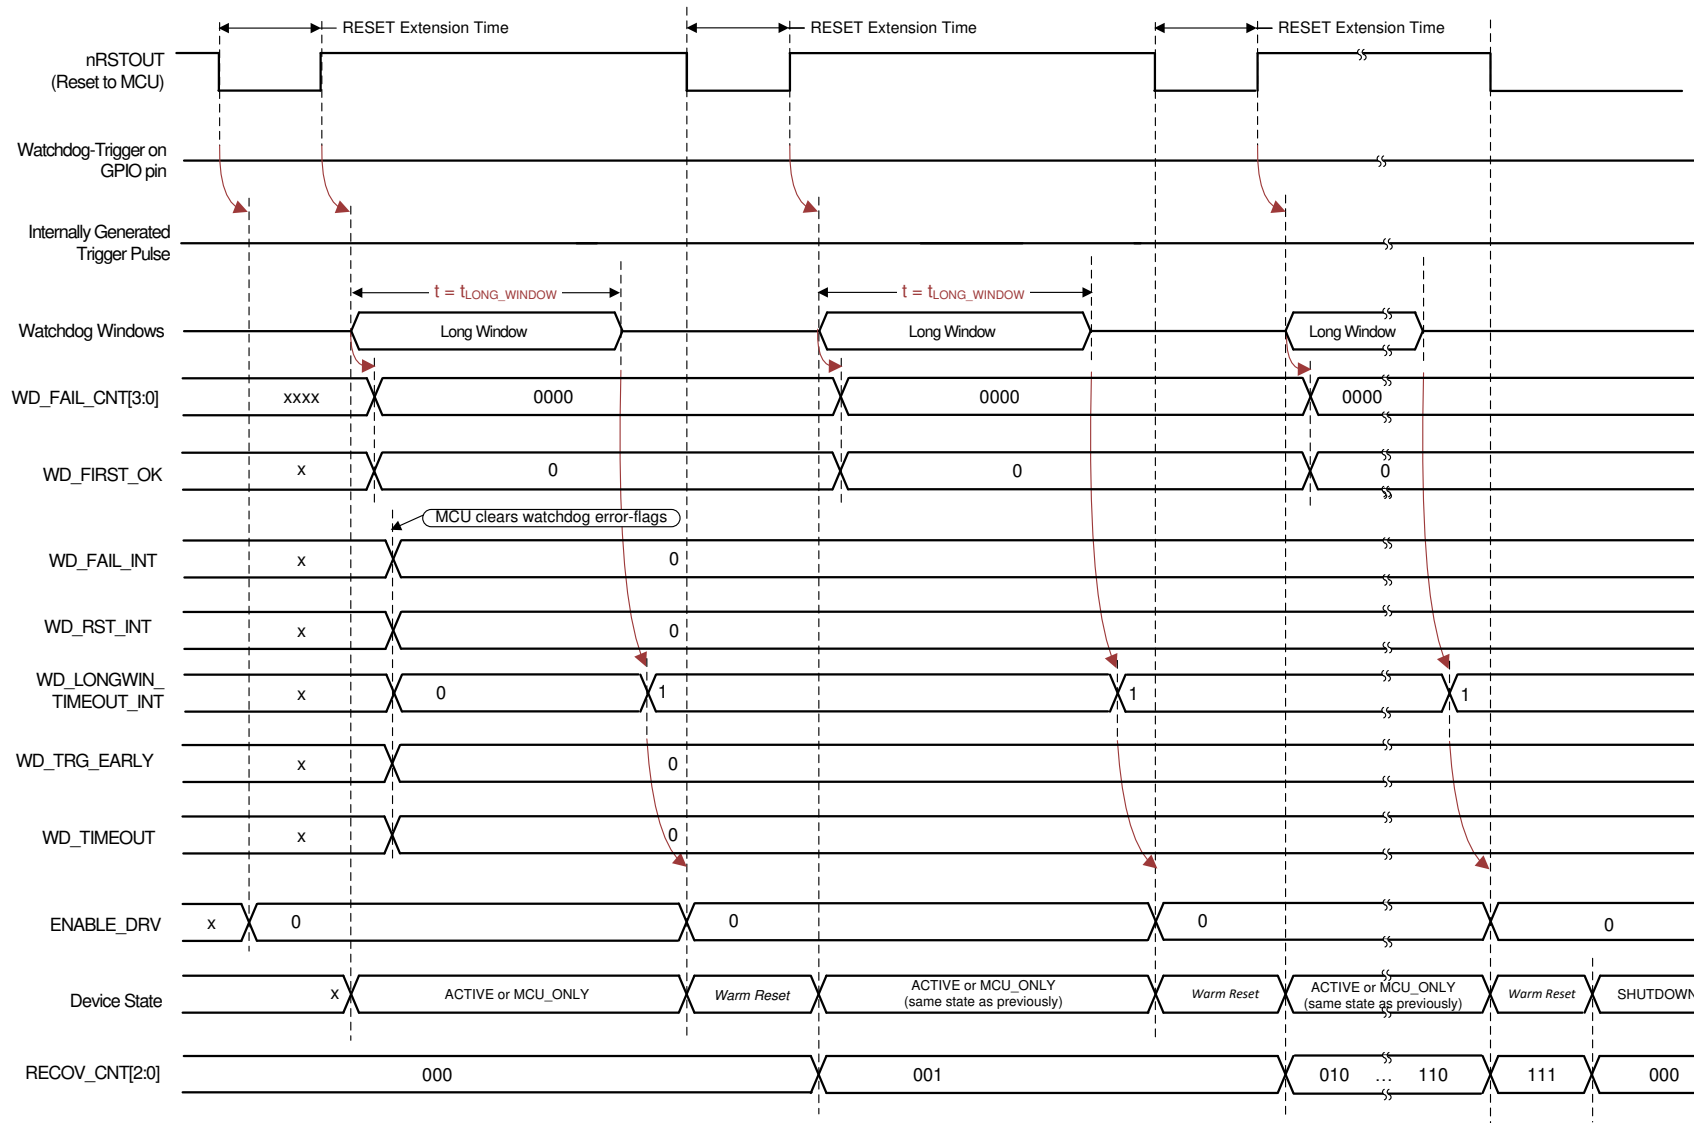 RESET Extension Time RESET Extension Time RESET Extension Time
nRSTOUT
(Reset to MCU)
Watchdog-Trigger on
GPIO pin
Internally Generated
Trigger Pulse
t = tLONG_WINDOW t = tLONG_WINDOW
Watchdog Windows Long Window Long Window Long Window
WD_FAIL_CNT[3:0] xxxx 0000 0000 0000
WD_FIRST_OK x 0 0 0
MCU clears watchdog error-flags
WD_FAIL_INT x 0
WD_RST_INT x 0
WD_LONGWIN_
TIMEOUT_INT x 0 1 1 1
WD_TRG_EARLY x 0
WD_TIMEOUT x 0
ENABLE_DRV x 0 0 0 0
Device State x ACTIVE or MCU_ONLY Warm Reset ACTIVE or MCU_ONLY
(same state as previously) Warm Reset ACTIVE or MCU_ONLY
(same state as previously) Warm Reset SHUTDOWN
RECOV_CNT[2:0] 000 001 010 ... 110 111 000